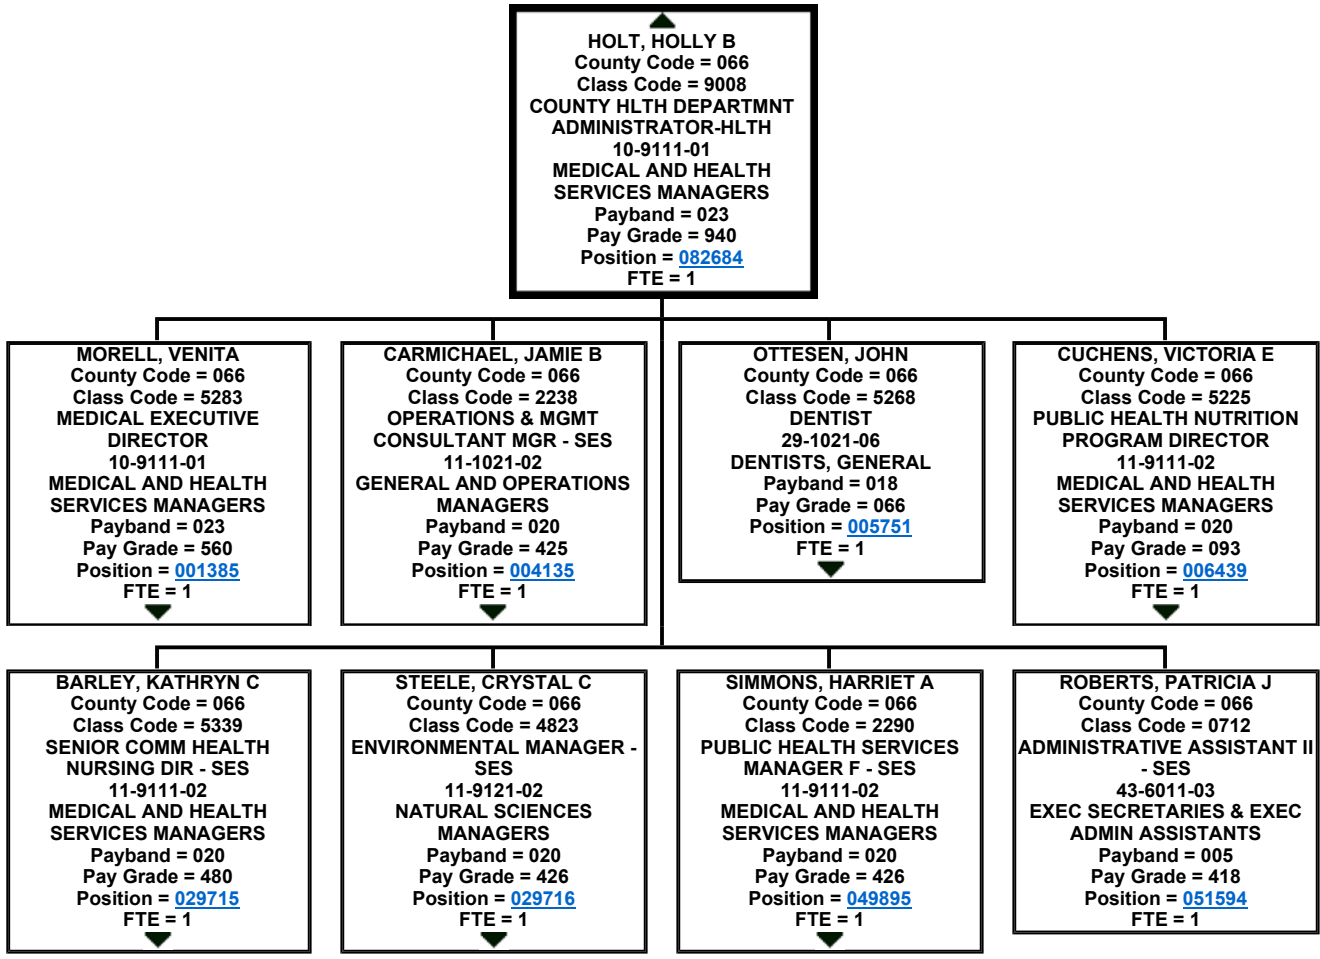 HOLT, HOLLY B
County Code = 066
Class Code = 9008
COUNTY HLTH DEPARTMNT
ADMINISTRATOR-HLTH
10-9111-01
MEDICAL AND HEALTH
SERVICES MANAGERS
Payband = 023
Pay Grade = 940
Position = 082684
FTE = 1
MORELL, VENITA
County Code = 066
Class Code = 5283
MEDICAL EXECUTIVE
DIRECTOR
10-9111-01
MEDICAL AND HEALTH
SERVICES MANAGERS
Payband = 023
Pay Grade = 560
Position = 001385
FTE = 1
CARMICHAEL, JAMIE B
County Code = 066
Class Code = 2238
OPERATIONS & MGMT
CONSULTANT MGR - SES
11-1021-02
GENERAL AND OPERATIONS
MANAGERS
Payband = 020
Pay Grade = 425
Position = 004135
FTE = 1
OTTESEN, JOHN
County Code = 066
Class Code = 5268
DENTIST
29-1021-06
DENTISTS, GENERAL
Payband = 018
Pay Grade = 066
Position = 005751
FTE = 1
CUCHENS, VICTORIA E
County Code = 066
Class Code = 5225
PUBLIC HEALTH NUTRITION
PROGRAM DIRECTOR
11-9111-02
MEDICAL AND HEALTH
SERVICES MANAGERS
Payband = 020
Pay Grade = 093
Position = 006439
FTE = 1
BARLEY, KATHRYN C
County Code = 066
Class Code = 5339
SENIOR COMM HEALTH
NURSING DIR - SES
11-9111-02
MEDICAL AND HEALTH
SERVICES MANAGERS
Payband = 020
Pay Grade = 480
Position = 029715
FTE = 1
STEELE, CRYSTAL C
County Code = 066
Class Code = 4823
ENVIRONMENTAL MANAGER -
SES
11-9121-02
NATURAL SCIENCES
MANAGERS
Payband = 020
Pay Grade = 426
Position = 029716
FTE = 1
SIMMONS, HARRIET A
County Code = 066
Class Code = 2290
PUBLIC HEALTH SERVICES
MANAGER F - SES
11-9111-02
MEDICAL AND HEALTH
SERVICES MANAGERS
Payband = 020
Pay Grade = 426
Position = 049895
FTE = 1
ROBERTS, PATRICIA J
County Code = 066
Class Code = 0712
ADMINISTRATIVE ASSISTANT II
- SES
43-6011-03
EXEC SECRETARIES & EXEC
ADMIN ASSISTANTS
Payband = 005
Pay Grade = 418
Position = 051594
FTE = 1